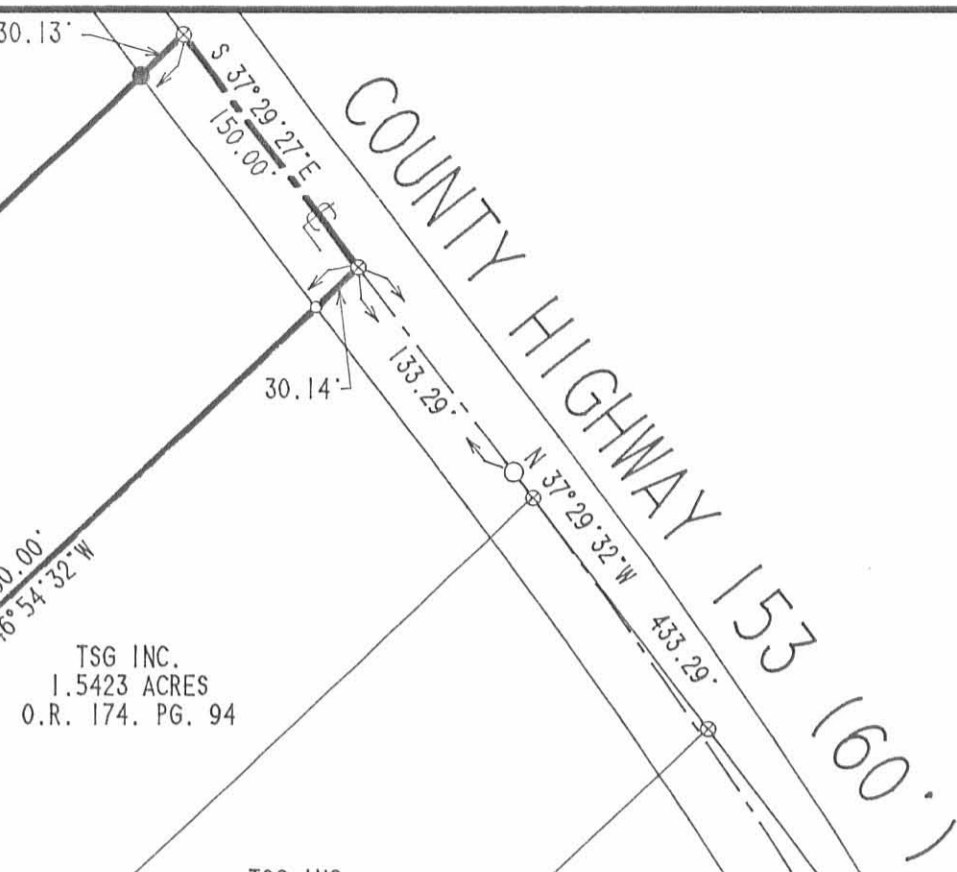 30.13'
S 37°29'27"E
150.00'
℄
COUNTY HIGHWAY 153 (60')
133.29'
30.14'
N 37°29'32"W
433.29'
TSG INC.
1.5423 ACRES
O.R. 174. PG. 94